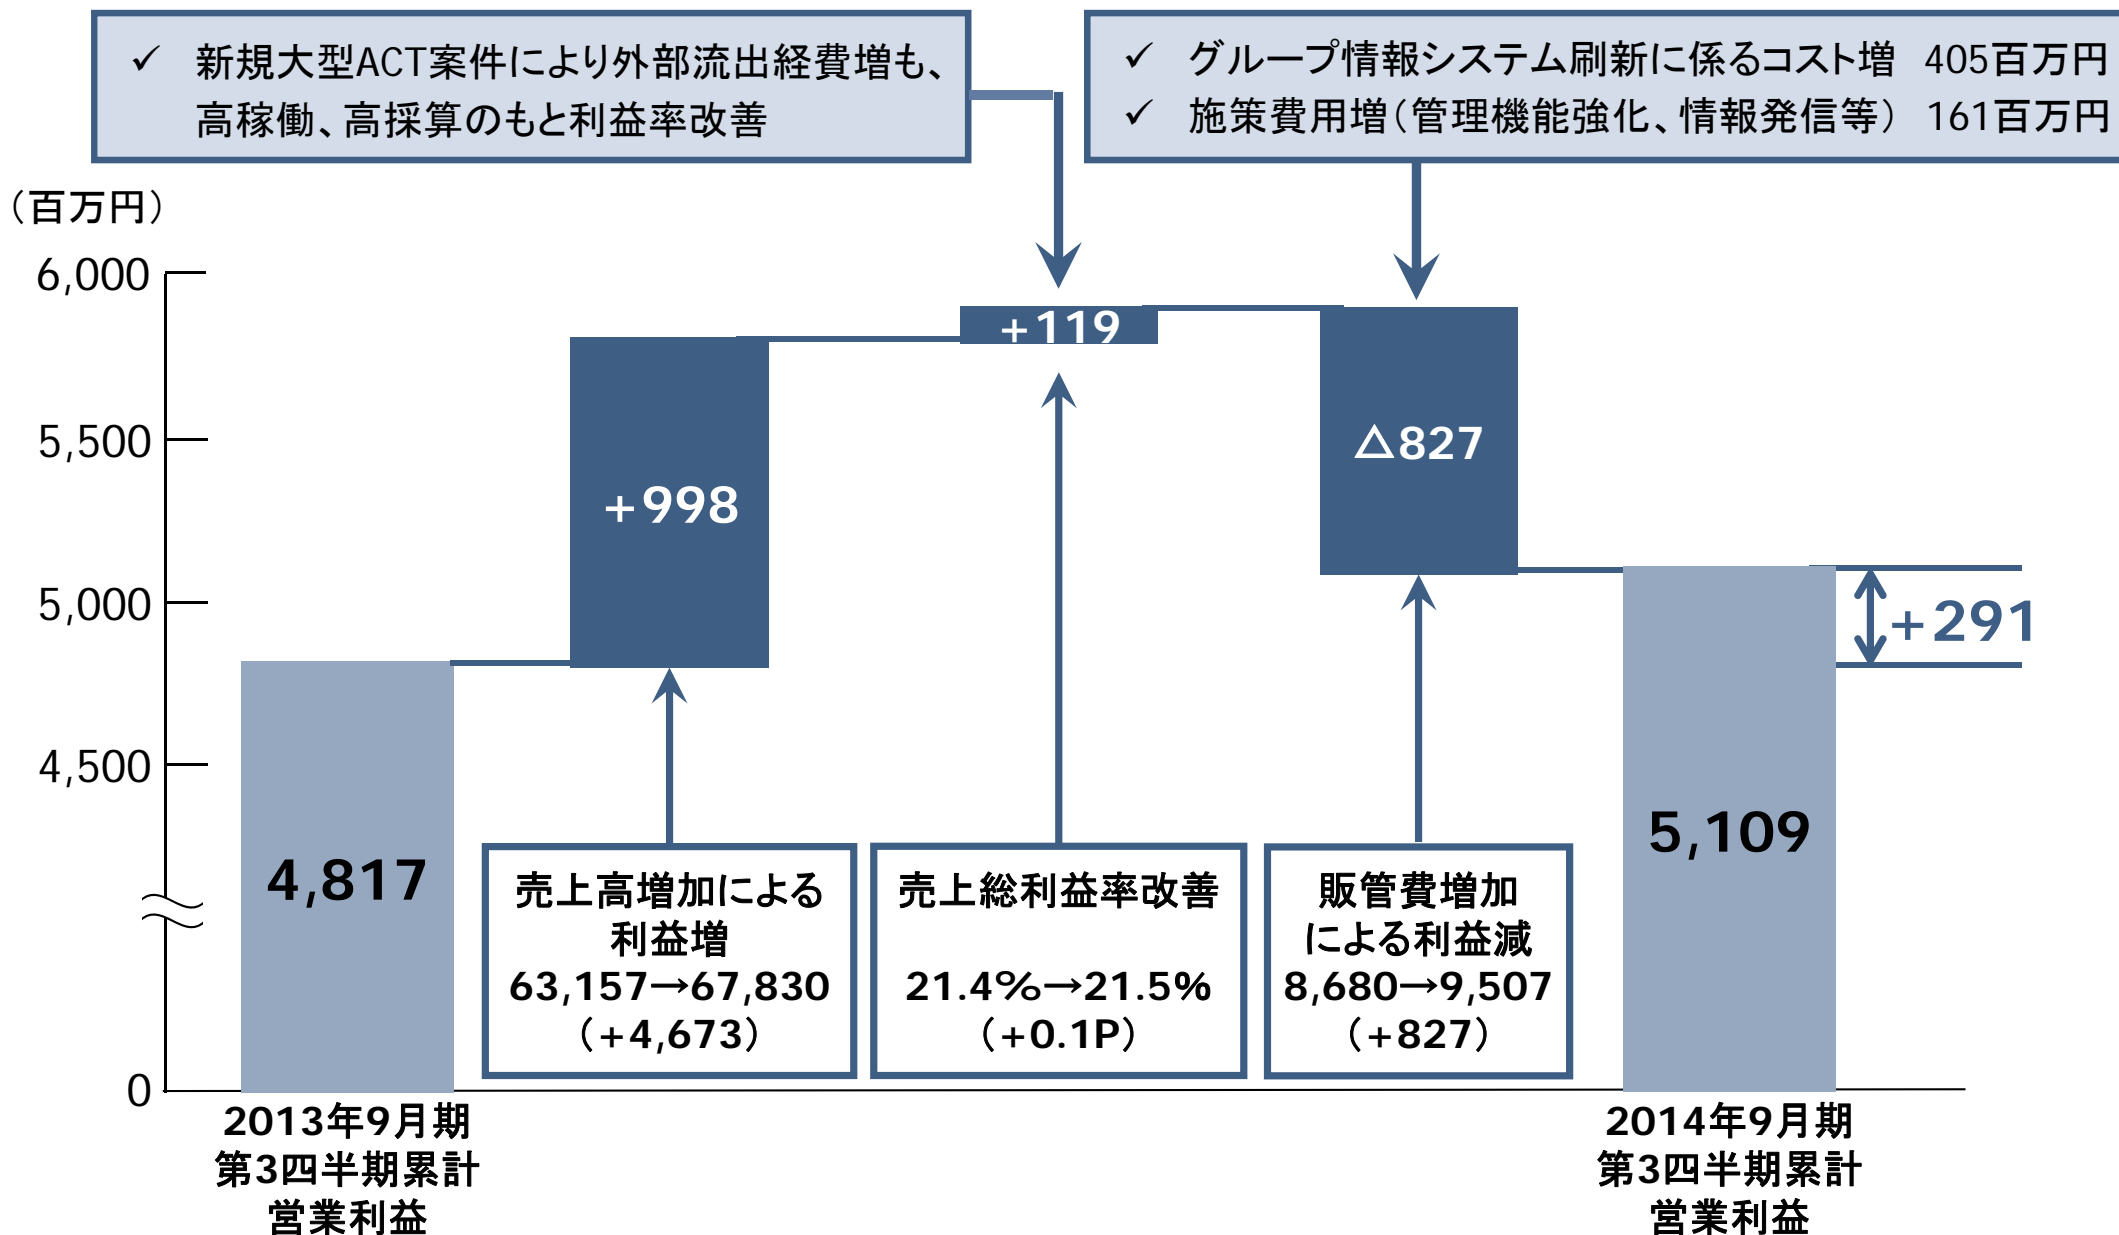 ✓ 新規大型ACT案件により外部流出経費増も、
高稼働、高採算のもと利益率改善
✓ グループ情報システム刷新に係るコスト増 405百万円
✓ 施策費用増(管理機能強化、情報発信等) 161百万円
(百万円)
6,000
5,500
5,000
4,500
0
4,817
+998
+119
△827
5,109
+291
売上高増加による
利益増
63,157→67,830
(+4,673)
売上総利益率改善
21.4%→21.5%
(+0.1P)
販管費増加
による利益減
8,680→9,507
(+827)
2013年9月期
第3四半期累計
営業利益
2014年9月期
第3四半期累計
営業利益